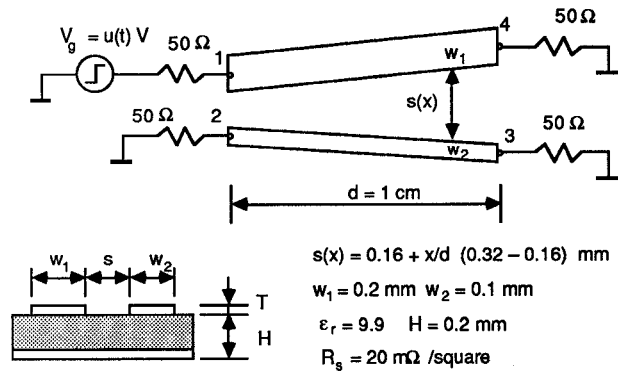 V_g = u(t) V
50 Ω
1
4
50 Ω
w_1
s(x)
50 Ω
2
3
50 Ω
w_2
d = 1 cm
w_1 s w_2
T
H
s(x) = 0.16 + x/d (0.32 – 0.16) mm
w_1 = 0.2 mm w_2 = 0.1 mm
ε_r = 9.9 H = 0.2 mm
R_s = 20 mΩ /square